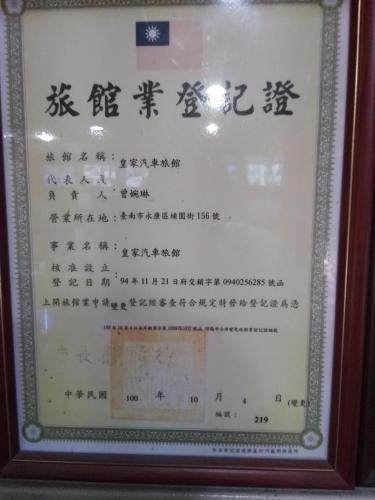 旅館業登記證
旅館名稱：皇家汽車旅館
代表人或
負責人：曾婉琳
營業所在地：臺南市永康區埔園街156號
事業名稱：皇家汽車旅館
核准設立
登記日期：94年11月21日府交鎮字第0940256285號函
上開旅館業申請變更登記經審查符合規定特發給登記證為憑
中華民國 100 年 10 月 4 日(變更)
編號：219